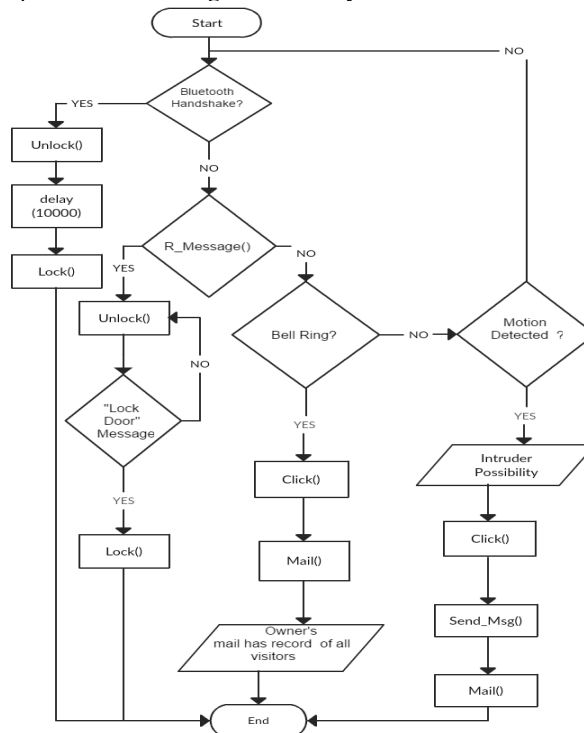 Start
NO
Bluetooth
Handshake?
YES
Unlock()
NO
delay
(10000)
R_Message()
NO
YES
Lock()
Unlock()
Bell Ring?
NO
Motion
Detected ?
NO
"Lock
Door"
Message
YES
YES
Intruder
Possibility
Click()
YES
Click()
Lock()
Mail()
Send_Msg()
Owner's
mail has record of all
visitors
Mail()
End